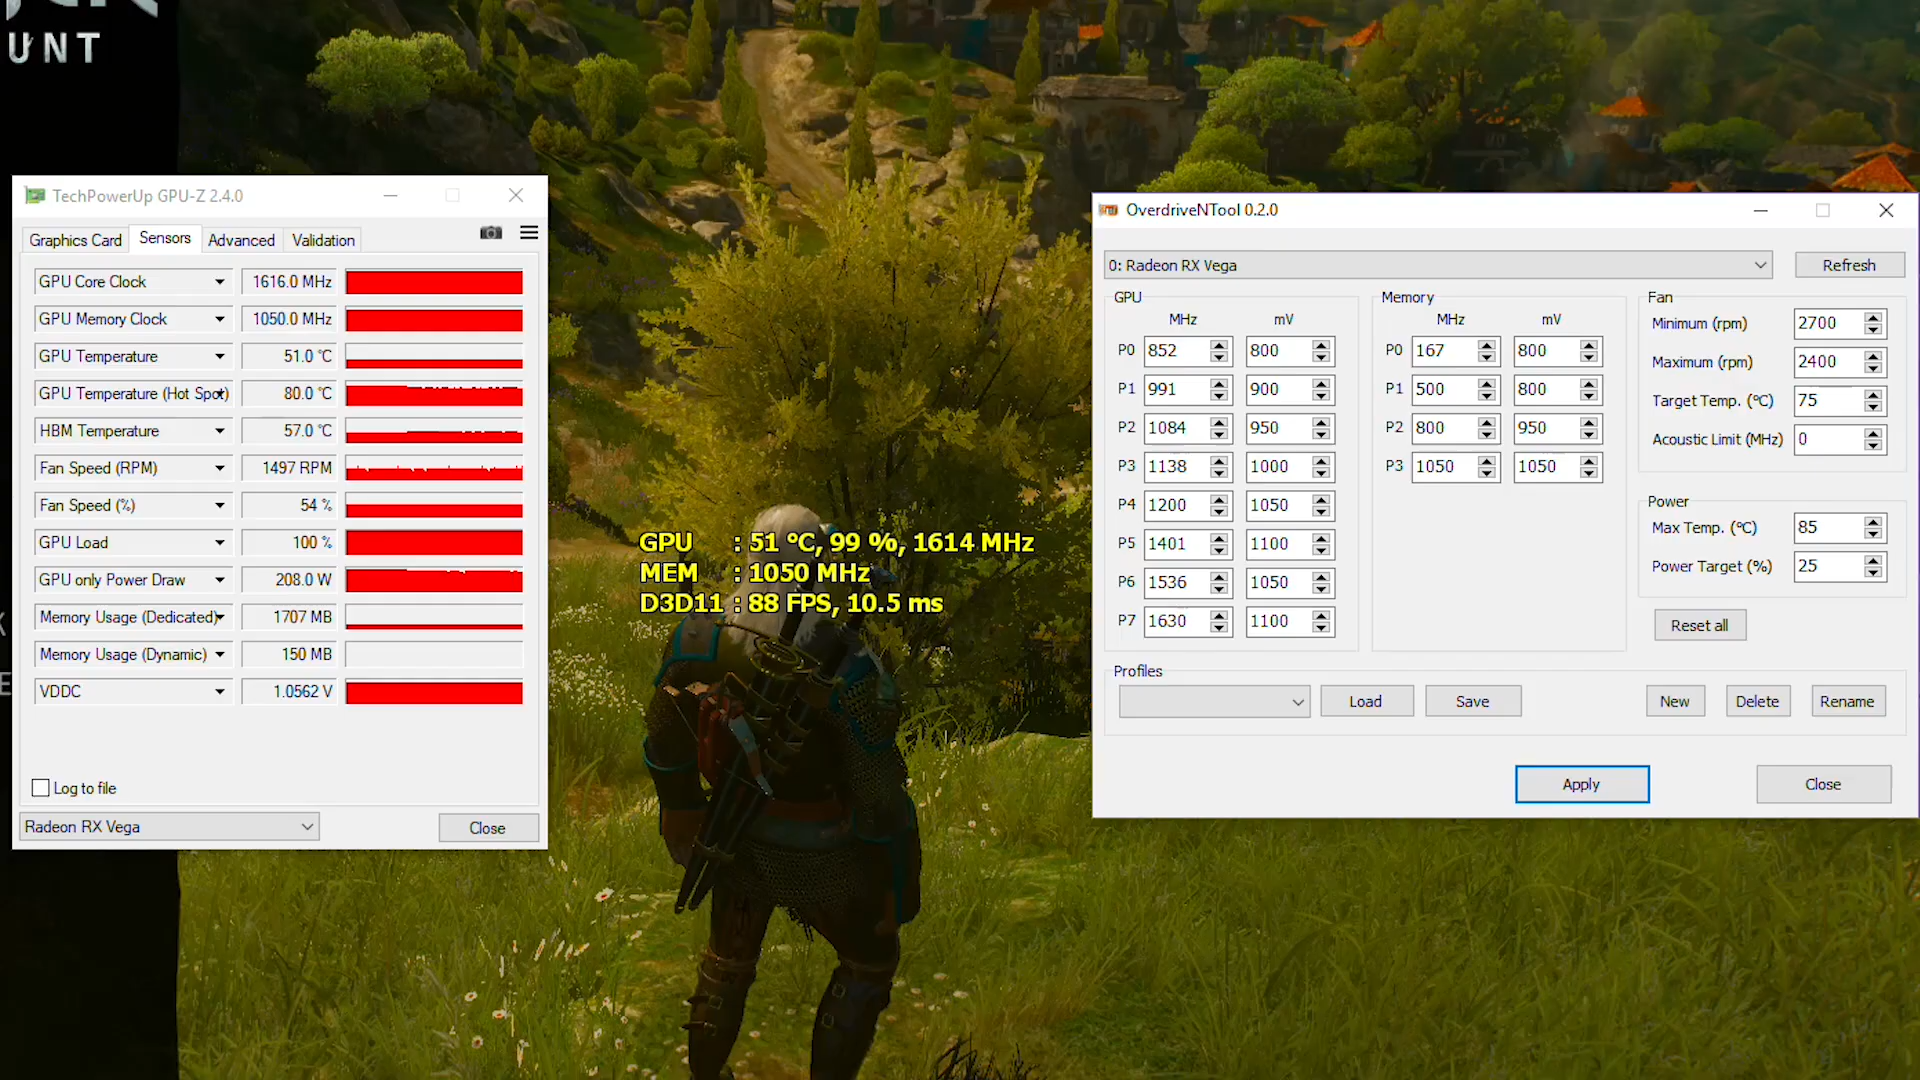 UNT
TechPowerUp GPU-Z 2.4.0
Graphics Card Sensors Advanced Validation
GPU Core Clock 1616.0 MHz
GPU Memory Clock 1050.0 MHz
GPU Temperature 51.0 °C
GPU Temperature (Hot Spot) 80.0 °C
HBM Temperature 57.0 °C
Fan Speed (RPM) 1497 RPM
Fan Speed (%) 54 %
GPU Load 100 %
GPU only Power Draw 208.0 W
Memory Usage (Dedicated) 1707 MB
Memory Usage (Dynamic) 150 MB
VDDC 1.0562 V
Log to file
Radeon RX Vega Close
GPU : 51 °C, 99 %, 1614 MHz
MEM : 1050 MHz
D3D11 : 88 FPS, 10.5 ms
OverdriveNTool 0.2.0
0: Radeon RX Vega Refresh
GPU
MHz mV
P0 852 800
P1 991 900
P2 1084 950
P3 1138 1000
P4 1200 1050
P5 1401 1100
P6 1536 1050
P7 1630 1100
Memory
MHz mV
P0 167 800
P1 500 800
P2 800 950
P3 1050 1050
Fan
Minimum (rpm) 2700
Maximum (rpm) 2400
Target Temp. (°C) 75
Acoustic Limit (MHz) 0
Power
Max Temp. (°C) 85
Power Target (%) 25
Reset all
Profiles
Load Save New Delete Rename
Apply Close